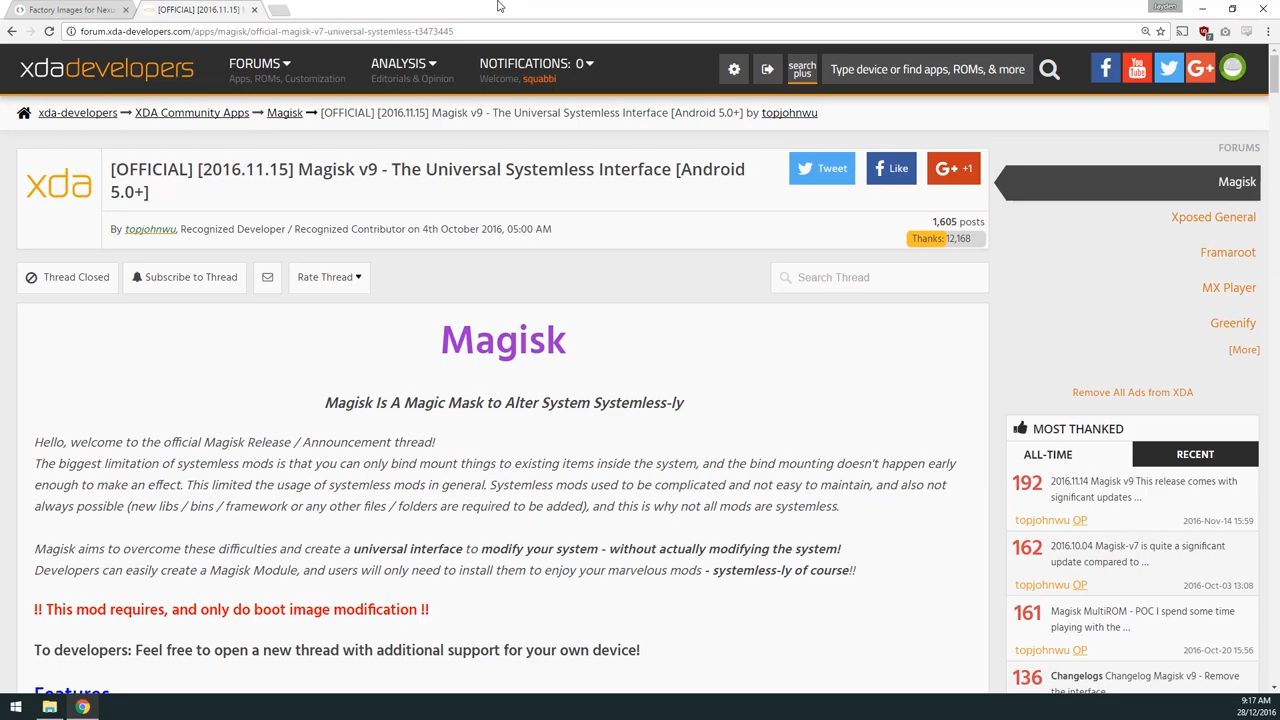 Factory Images for Nexu
[OFFICIAL] [2016.11.15]
Jayden
forum.xda-developers.com/apps/magisk/official-magisk-v7-universal-systemless-t3473445
xdadevelopers
FORUMS
Apps, ROMs, Customization
ANALYSIS
Editorials & Opinion
NOTIFICATIONS: 0
Welcome, squabbi
search
plus
Type device or find apps, ROMs, & more
xda-developers → XDA Community Apps → Magisk → [OFFICIAL] [2016.11.15] Magisk v9 - The Universal Systemless Interface [Android 5.0+] by topjohnwu
xda
[OFFICIAL] [2016.11.15] Magisk v9 - The Universal Systemless Interface [Android
5.0+]
Tweet
Like
G+ +1
By topjohnwu, Recognized Developer / Recognized Contributor on 4th October 2016, 05:00 AM
1,605 posts
Thanks: 12,168
Thread Closed
Subscribe to Thread
Rate Thread
Search Thread
Magisk
Magisk Is A Magic Mask to Alter System Systemless-ly
Hello, welcome to the official Magisk Release / Announcement thread!
The biggest limitation of systemless mods is that you can only bind mount things to existing items inside the system, and the bind mounting doesn't happen early
enough to make an effect. This limited the usage of systemless mods in general. Systemless mods used to be complicated and not easy to maintain, and also not
always possible (new libs / bins / framework or any other files / folders are required to be added), and this is why not all mods are systemless.
Magisk aims to overcome these difficulties and create a universal interface to modify your system - without actually modifying the system!
Developers can easily create a Magisk Module, and users will only need to install them to enjoy your marvelous mods - systemless-ly of course!!
!! This mod requires, and only do boot image modification !!
To developers: Feel free to open a new thread with additional support for your own device!
Features
FORUMS
Magisk
Xposed General
Framaroot
MX Player
Greenify
[More]
Remove All Ads from XDA
MOST THANKED
ALL-TIME
RECENT
192
2016.11.14 Magisk v9 This release comes with
significant updates ...
topjohnwu OP
2016-Nov-14 15:59
162
2016.10.04 Magisk-v7 is quite a significant
update compared to ...
topjohnwu OP
2016-Oct-03 13:08
161
Magisk MultiROM - POC I spend some time
playing with the ...
topjohnwu OP
2016-Oct-20 15:56
136
Changelogs Changelog Magisk v9 - Remove
the interface
9:17 AM
28/12/2016